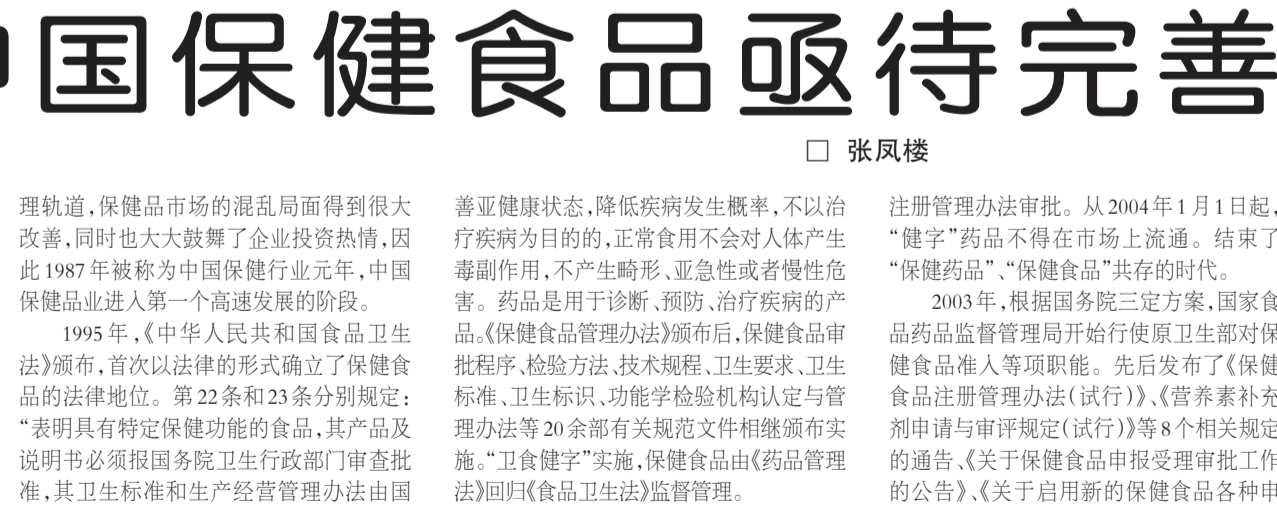 国保健食品亟待完善
□ 张凤楼
理轨道,保健品市场的混乱局面得到很大
改善,同时也大大鼓舞了企业投资热情,因
此1987年被称为中国保健行业元年,中国
保健品业进入第一个高速发展的阶段。
1995年,《中华人民共和国食品卫生
法》颁布,首次以法律的形式确立了保健食
品的法律地位。第22条和23条分别规定:
“表明具有特定保健功能的食品,其产品及
说明书必须报国务院卫生行政部门审查批
准,其卫生标准和生产经营管理办法由国
善亚健康状态,降低疾病发生概率,不以治
疗疾病为目的的,正常食用不会对人体产生
毒副作用,不产生畸形、亚急性或者慢性危
害。药品是用于诊断、预防、治疗疾病的产
品。《保健食品管理办法》颁布后,保健食品审
批程序、检验方法、技术规程、卫生要求、卫生
标准、卫生标识、功能学检验机构认定与管
理办法等20余部有关规范文件相继颁布实
施。“卫食健字”实施,保健食品由《药品管理
法》回归《食品卫生法》监督管理。
注册管理办法审批。从2004年1月1日起,
“健字”药品不得在市场上流通。结束了
“保健药品”、“保健食品”共存的时代。
2003年,根据国务院三定方案,国家食
品药品监督管理局开始行使原卫生部对保
健食品准入等项职能。先后发布了《保健
食品注册管理办法(试行)》、《营养素补充
剂申请与审评规定(试行)》等8个相关规定
的通告、《关于保健食品申报受理审批工作
的公告》、《关于启用新的保健食品各种申